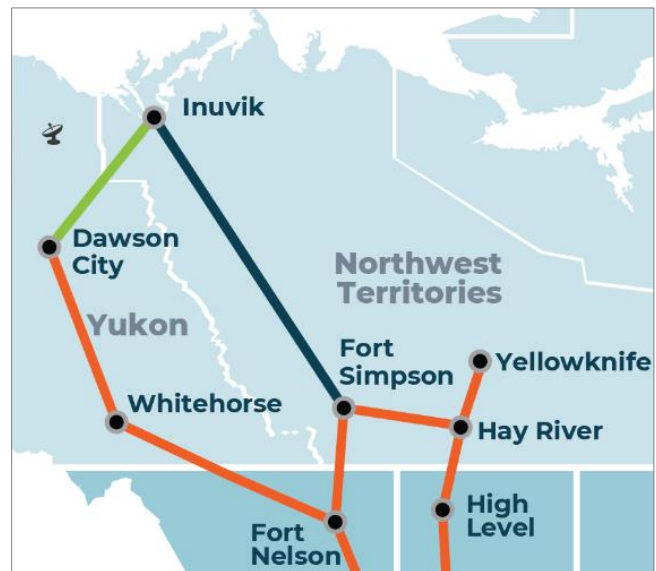 Inuvik
Dawson
City
Northwest
Territories
Yukon
Fort
Simpson
Yellowknife
Whitehorse
Hay River
High
Level
Fort
Nelson